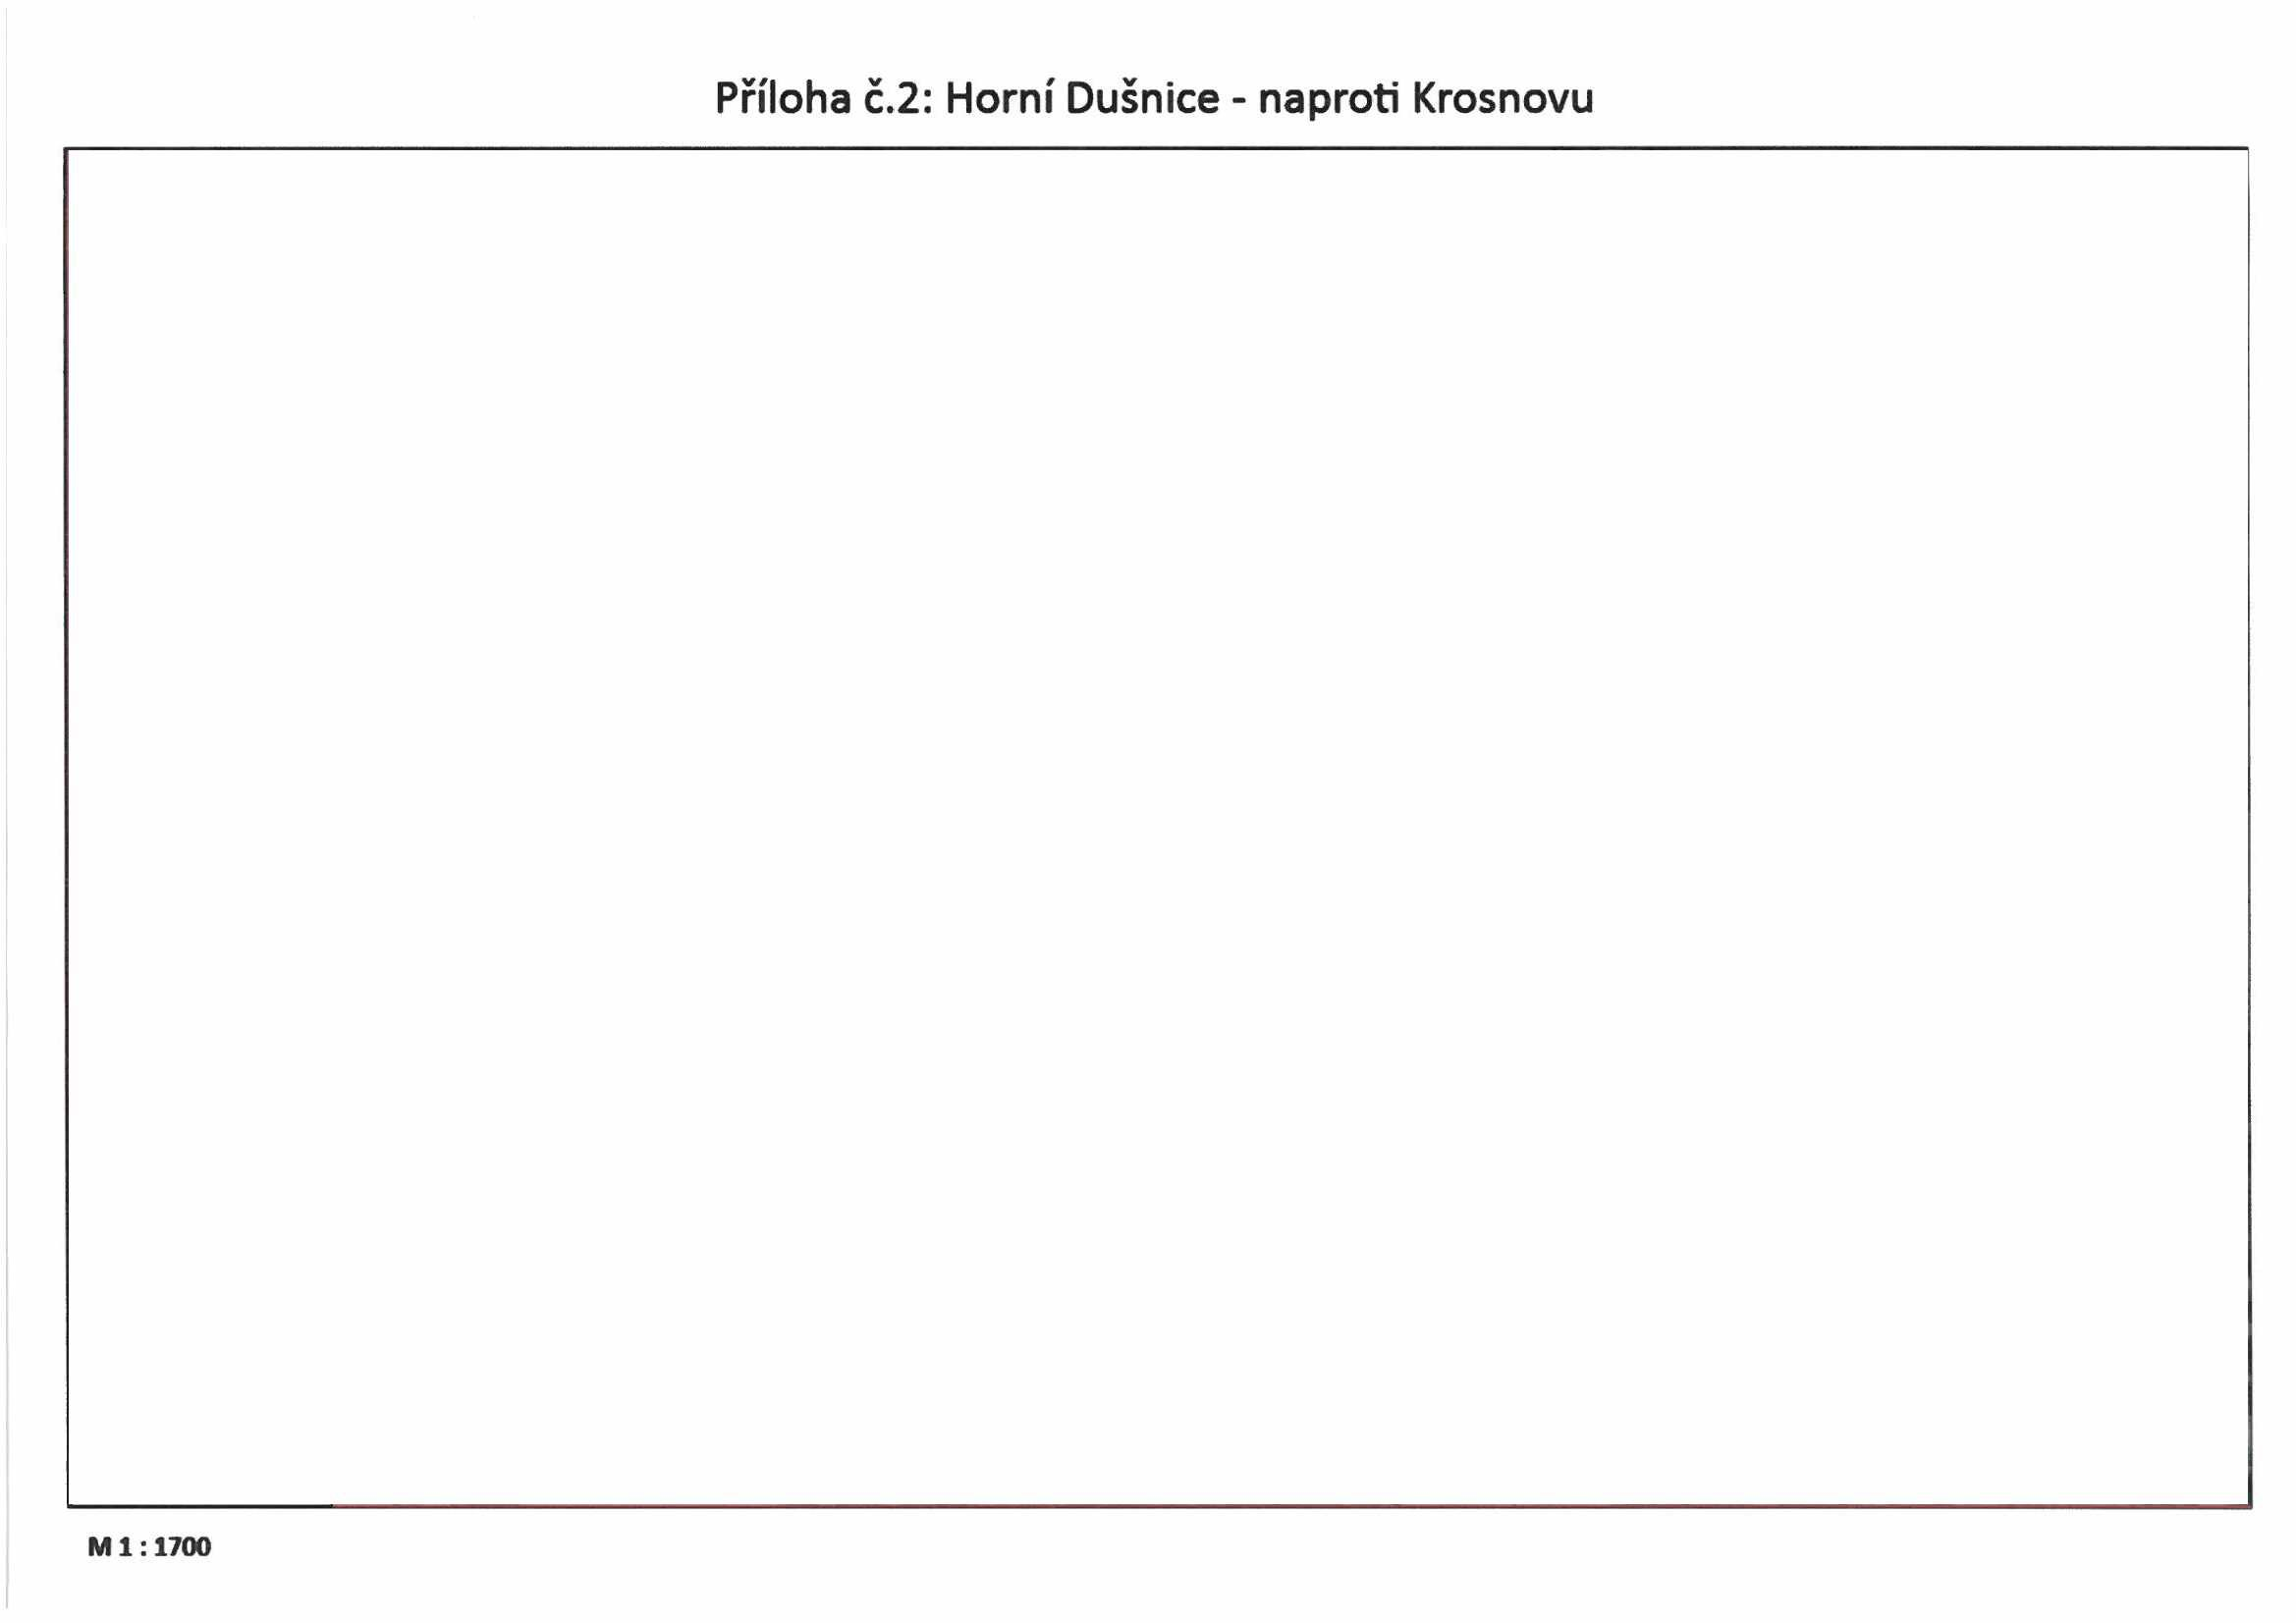 Příloha č.2: Horní Dušnice - naproti Krosnovu
M 1 : 1700